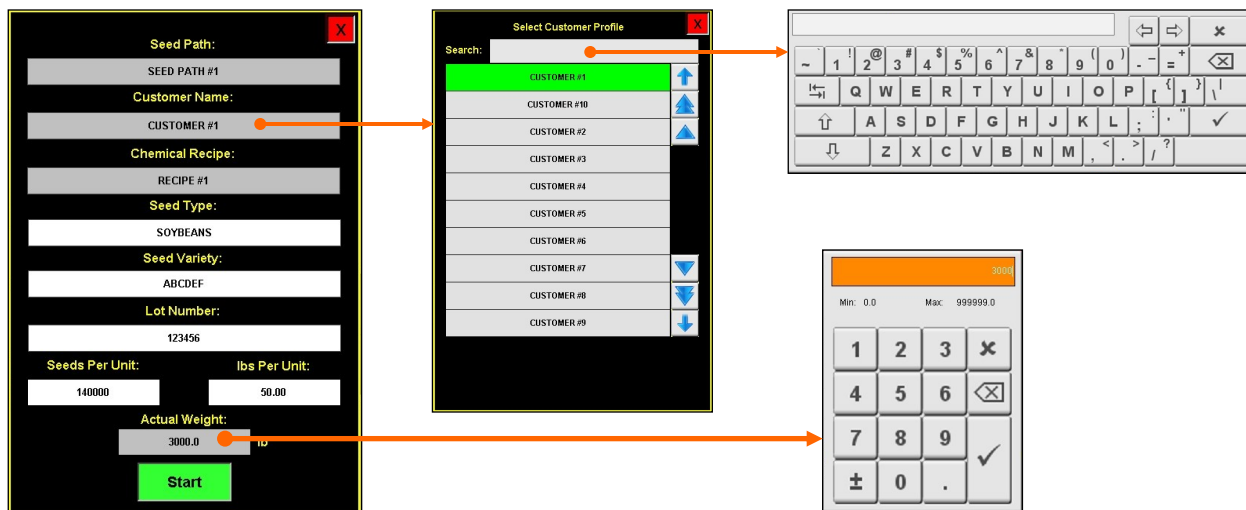 X
Seed Path:
SEED PATH #1
Customer Name:
CUSTOMER #1
Chemical Recipe:
RECIPE #1
Seed Type:
SOYBEANS
Seed Variety:
ABCDEF
Lot Number:
123456
Seeds Per Unit: lbs Per Unit:
140000 50.00
Actual Weight:
3000.0 lb
Start
Select Customer Profile X
Search:
CUSTOMER #1
CUSTOMER #10
CUSTOMER #2
CUSTOMER #3
CUSTOMER #4
CUSTOMER #5
CUSTOMER #6
CUSTOMER #7
CUSTOMER #8
CUSTOMER #9
~ ` 1 ! 2 @ 3 # 4 $ 5 % 6 ^ 7 & 8 * 9 ( 0 ) - _ = +
Q W E R T Y U I O P [ { ] } \ |
A S D F G H J K L ; : ' "
Z X C V B N M , < . > / ?
3000
Min: 0.0 Max: 999999.0
1 2 3
4 5 6
7 8 9
± 0 .